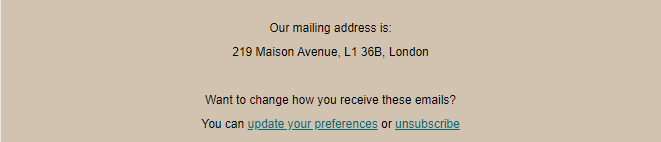 Our mailing address is:
219 Maison Avenue, L1 36B, London
Want to change how you receive these emails?
You can update your preferences or unsubscribe